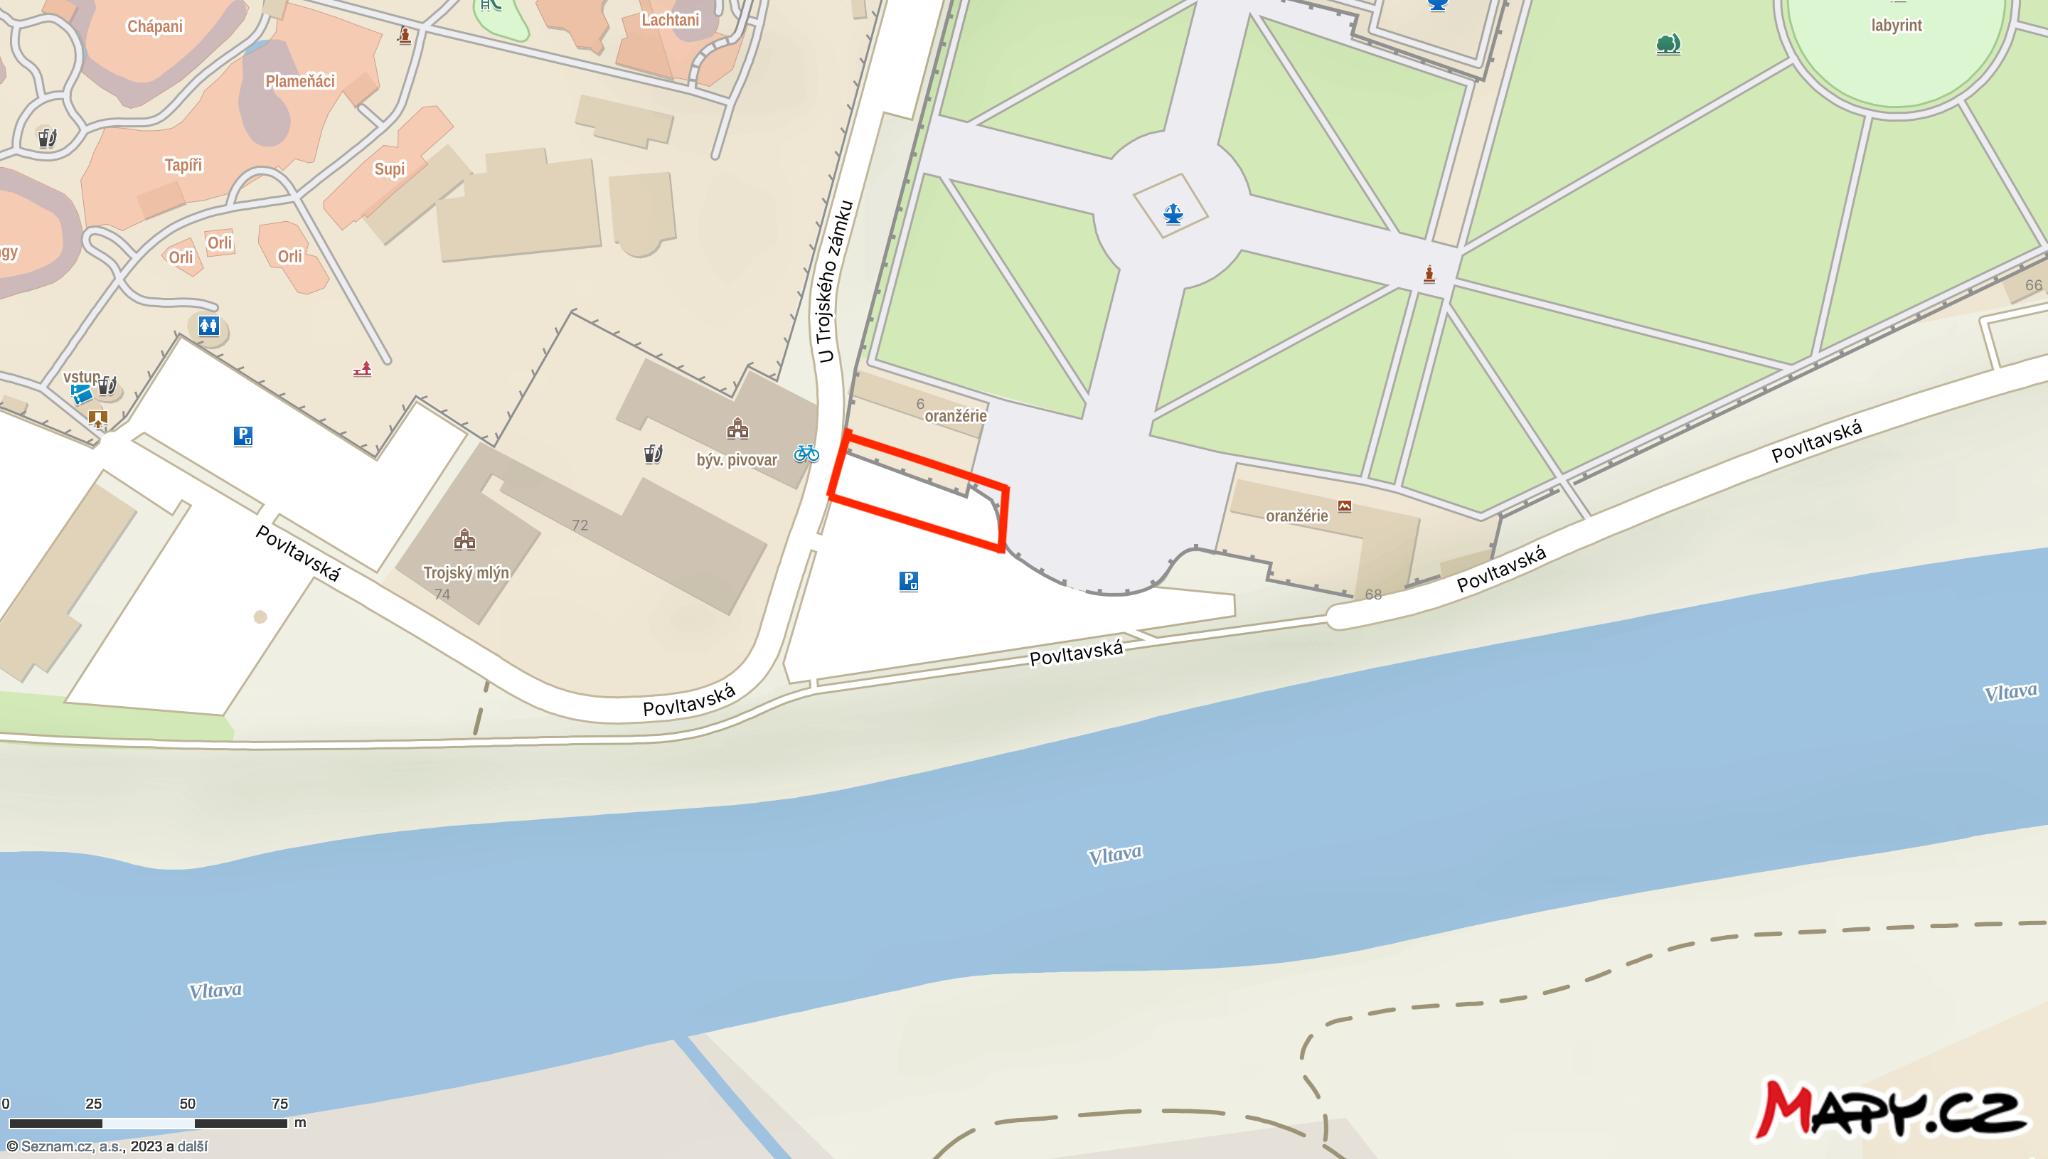 Chápani
Lachtani
labyrint
Plameňáci
Tapíři
Supi
Orli
Orli
Orli
U Trojského zámku
vstup
66
6
oranžérie
býv. pivovar
oranžérie
72
Povltavská
Povltavská
Povltavská
Trojský mlýn
74
68
Povltavská
Povltavská
Vltava
Vltava
Vltava
0 25 50 75
m
© Seznam.cz, a.s., 2023 a další
MAPY.CZ